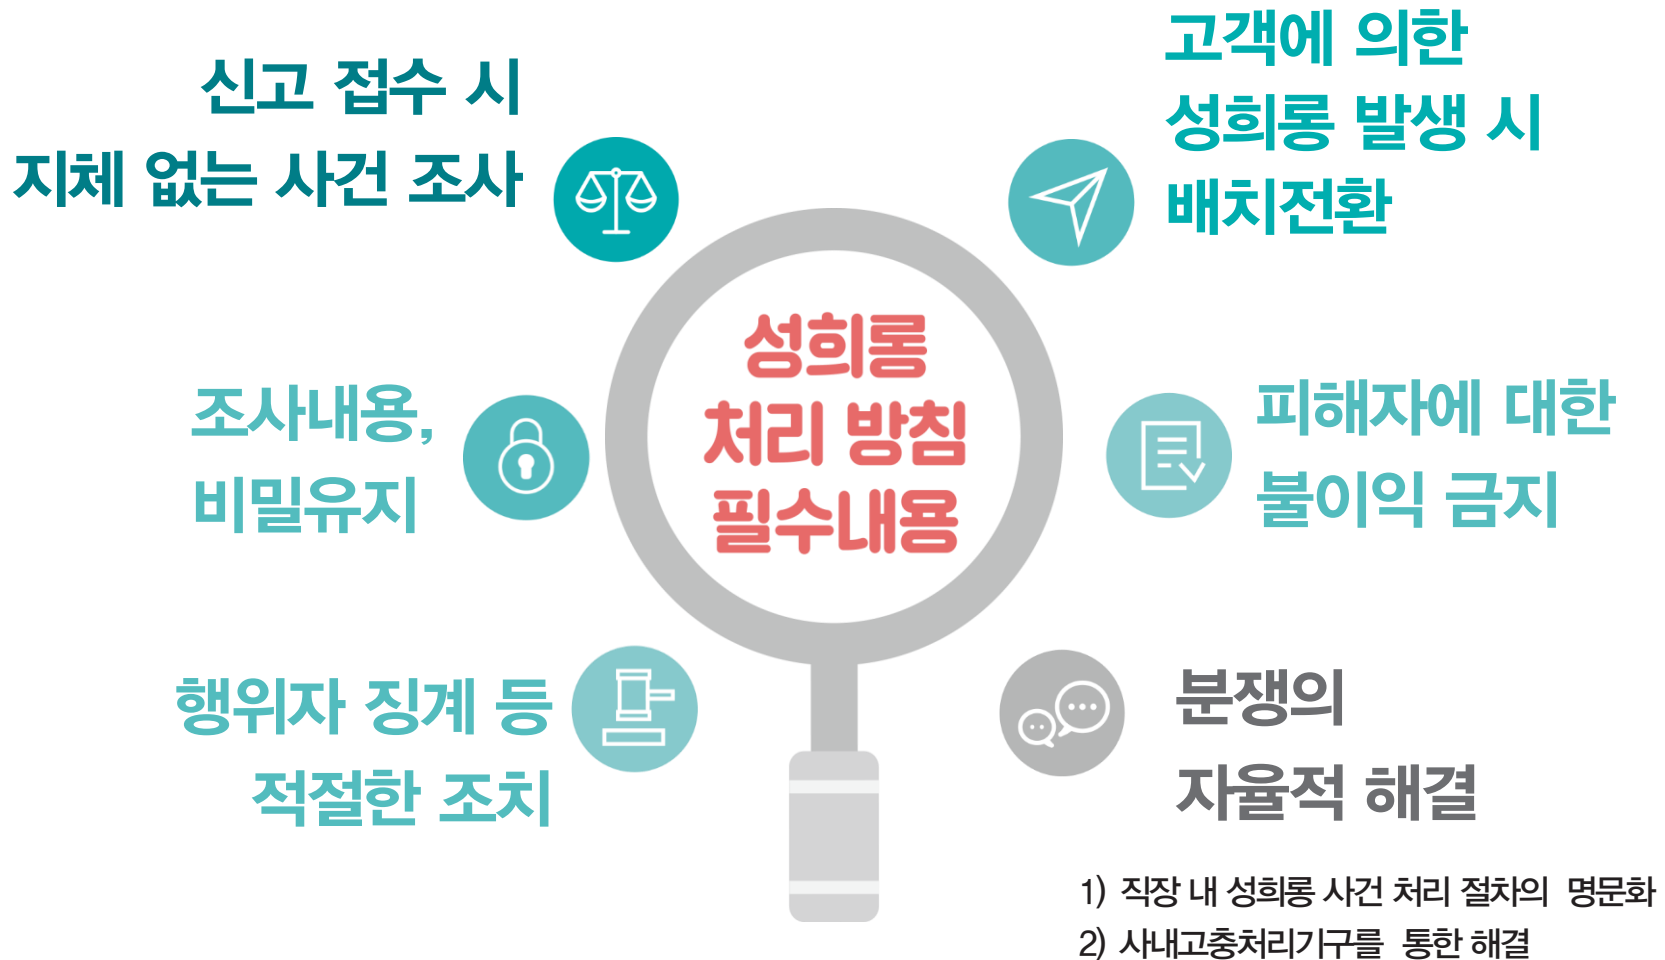 신고 접수 시
지체 없는 사건 조사
고객에 의한
성희롱 발생 시
배치전환
성희롱
처리 방침
필수내용
조사내용,
비밀유지
피해자에 대한
불이익 금지
행위자 징계 등
적절한 조치
분쟁의
자율적 해결
1) 직장 내 성희롱 사건 처리 절차의 명문화
2) 사내고충처리기구를 통한 해결